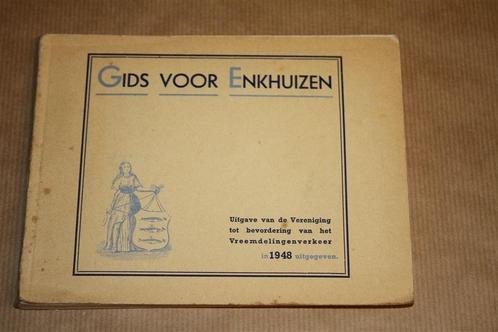 GIDS VOOR ENKHUIZEN
Uitgave van de Vereniging
tot bevordering van het
Vreemdelingenverkeer
in 1948 uitgegeven.